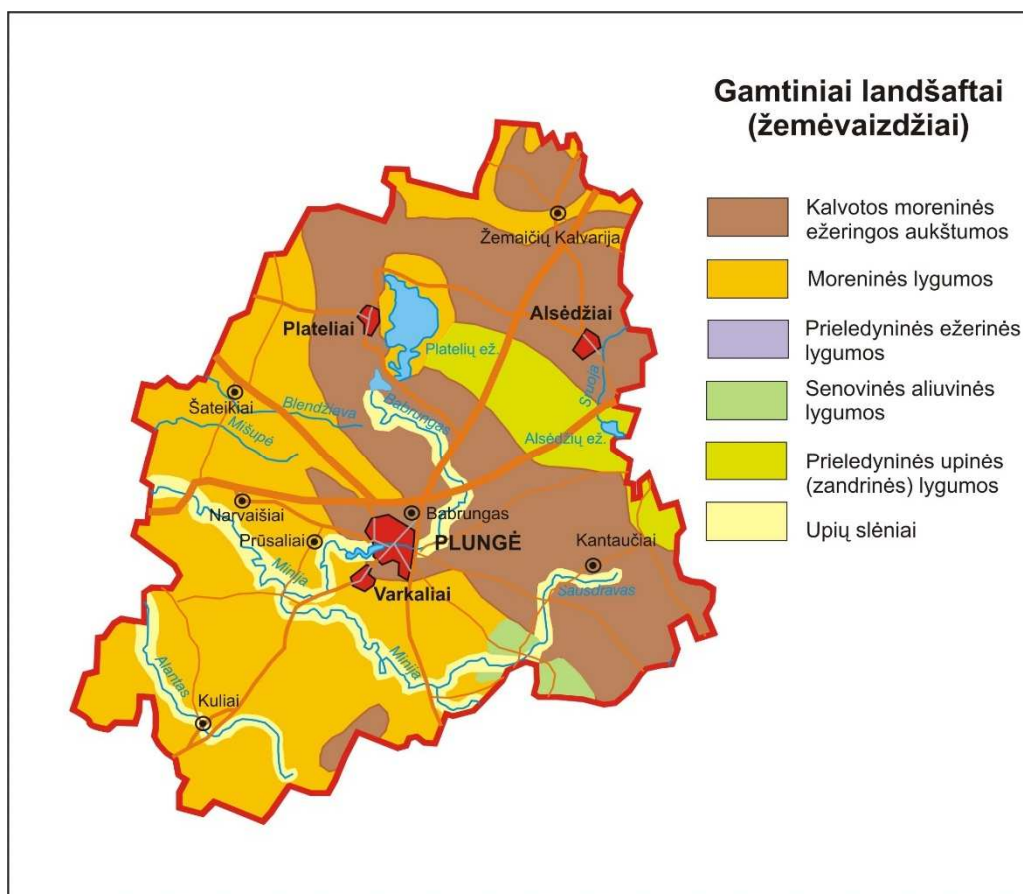 Gamtiniai landšaftai
(žemėvaizdžiai)
Kalvotos moreninės
ežeringos aukštumos
Moreninės lygumos
Prieledyninės ežerinės
lygumos
Senovinės aliuvinės
lygumos
Prieledyninės upinės
(zandrinės) lygumos
Upių slėniai
Žemaičių Kalvarija
Alsėdžiai
Plateliai
Platelių ež.
Sruoja
Šateikiai
Blendžiava
Babrungas
Mišupė
Alsėdžių ež.
Narvaišiai
Babrungas
Prūsaliai
PLUNGĖ
Kantaučiai
Minija
Varkaliai
Sausdravas
Minija
Alantas
Kuliai